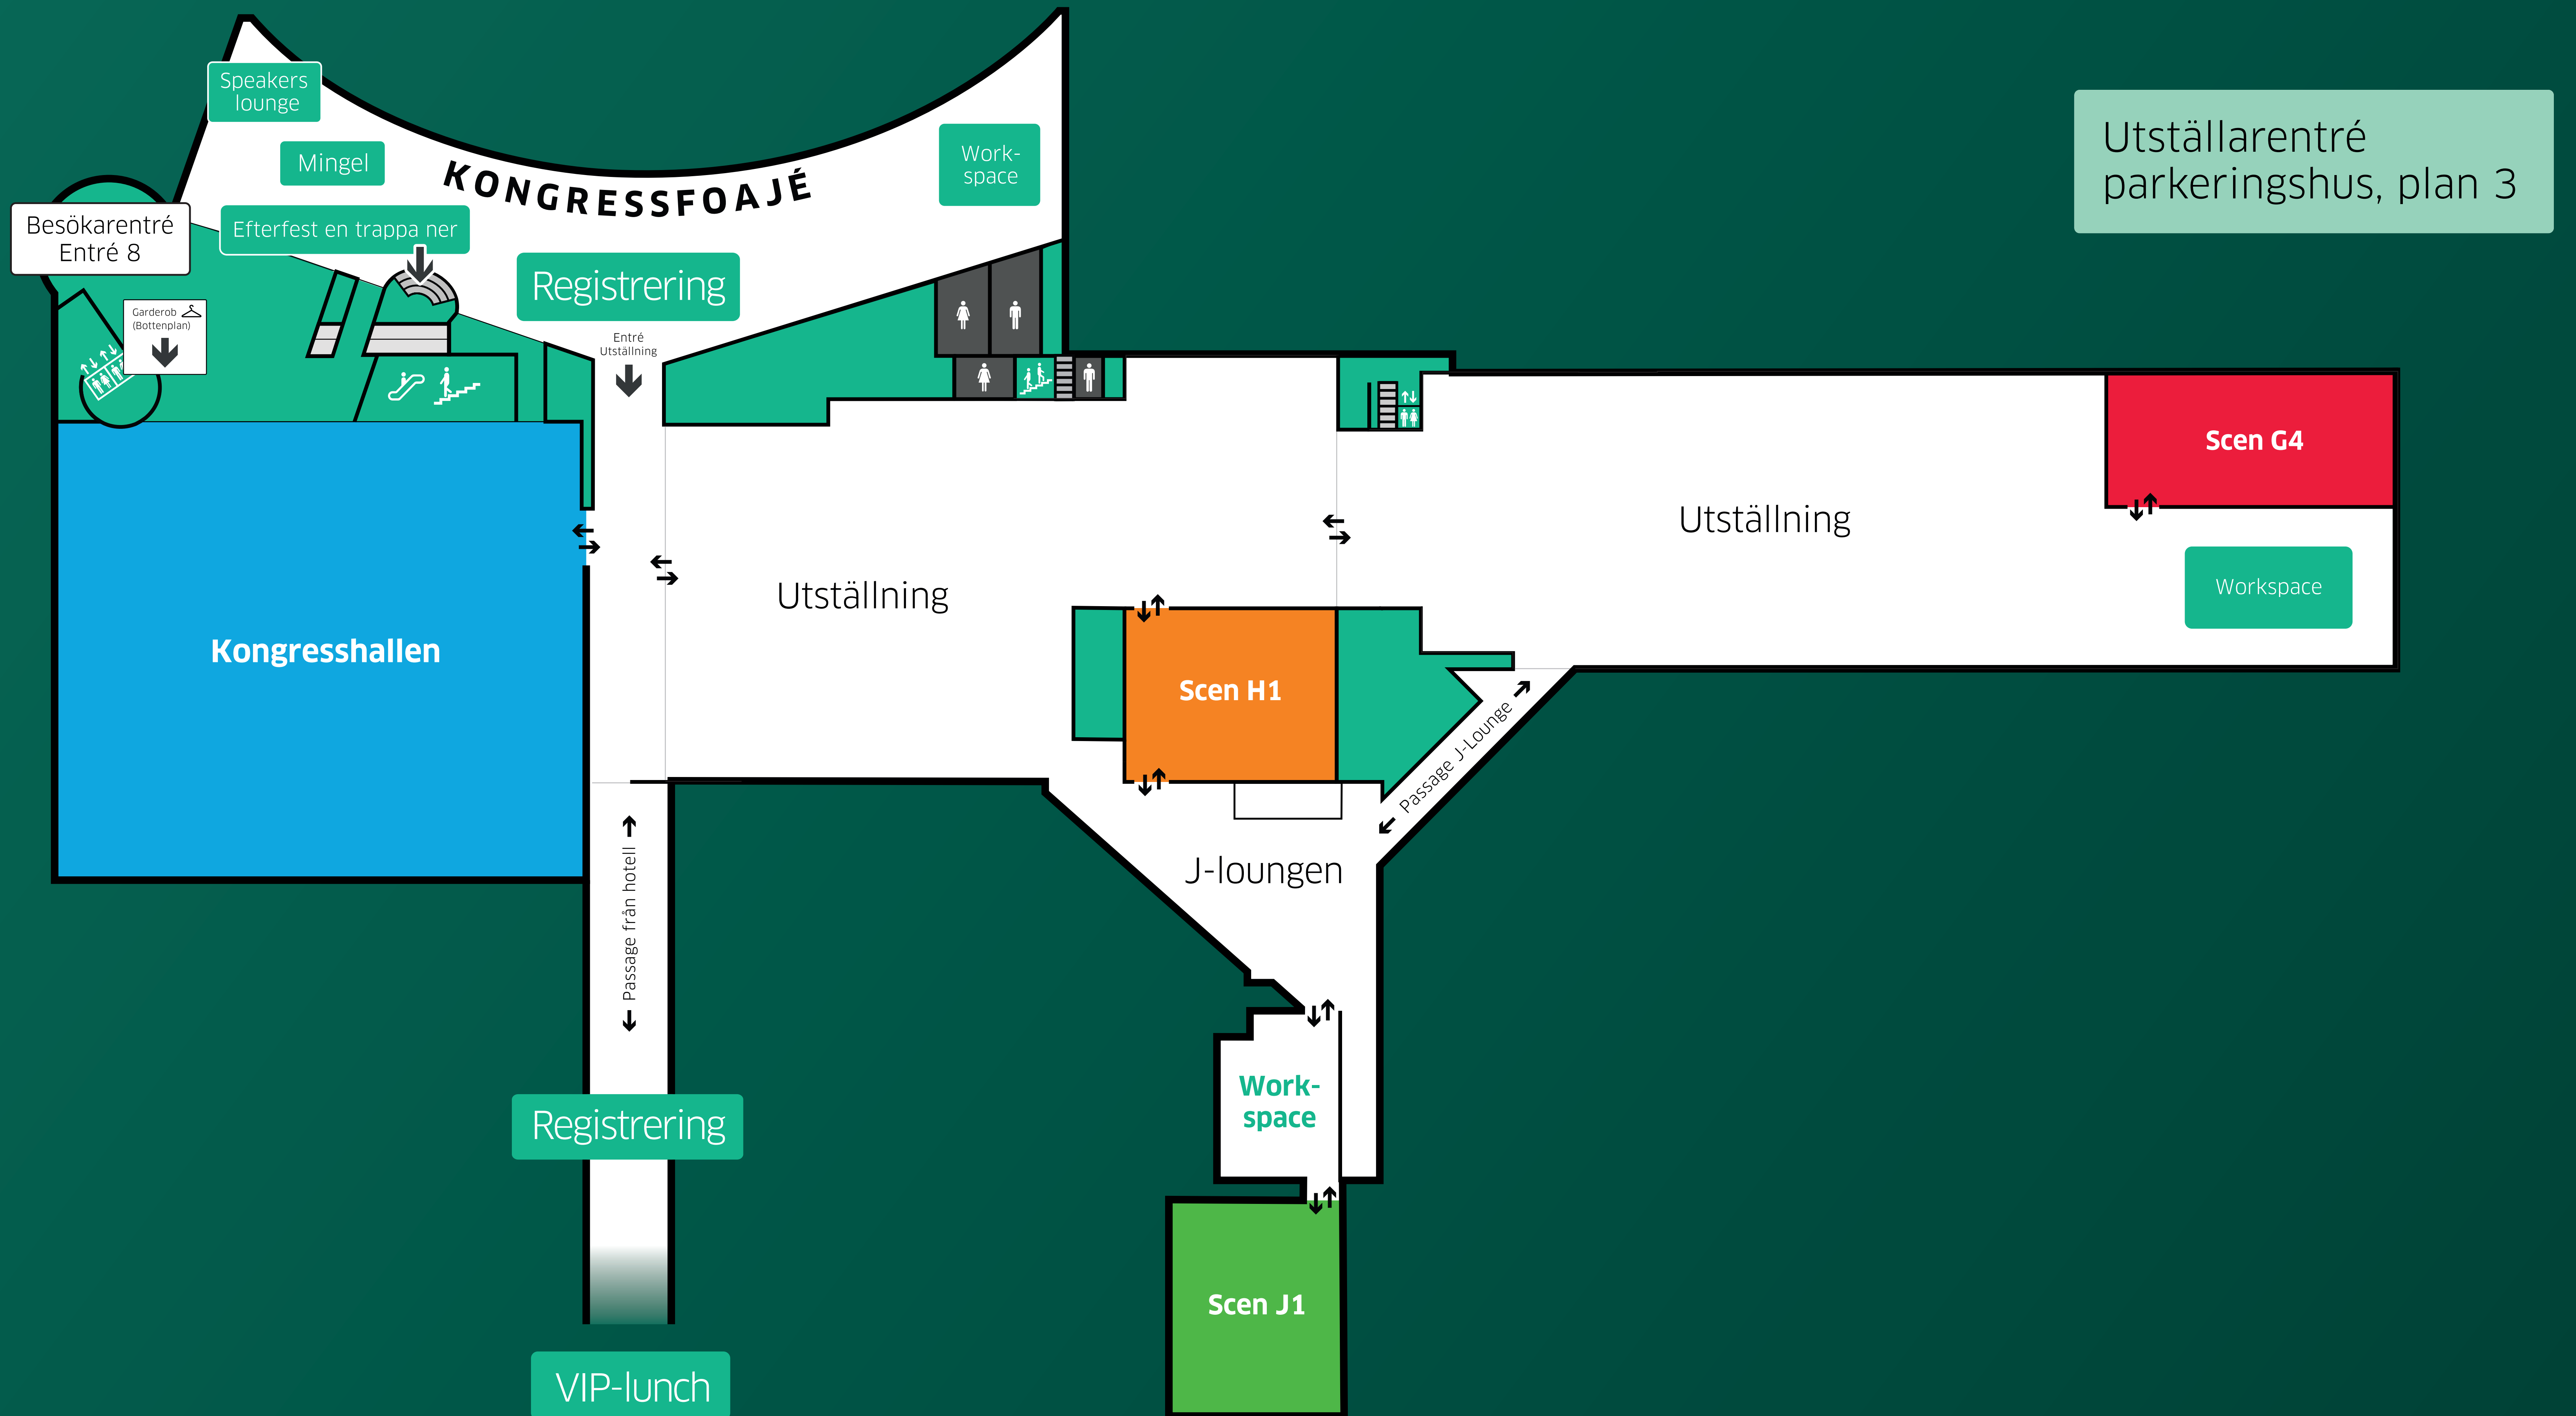 Speakers
lounge
Mingel
KONGRESSFOAJÉ
Work-
space
Utställarentré
parkeringshus, plan 3
Besökarentré
Entré 8
Efterfest en trappa ner
Registrering
Garderob
(Bottenplan)
Entré
Utställning
Scen G4
Utställning
Utställning
Workspace
Kongresshallen
Scen H1
Passage J-Lounge
J-loungen
Passage från hotell
Work-
space
Registrering
Scen J1
VIP-lunch